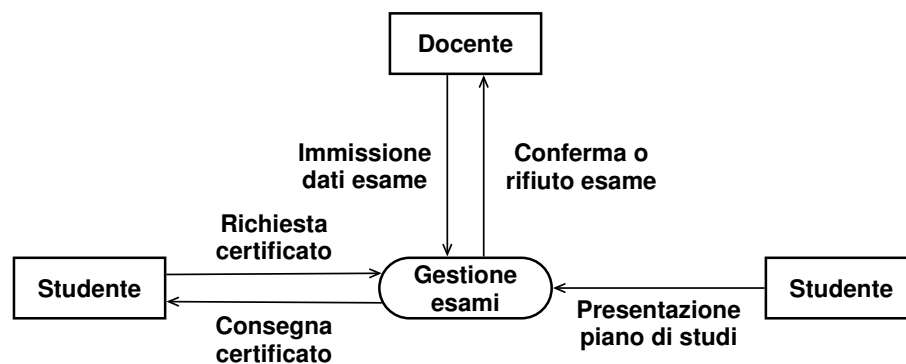 Docente
Immissione
dati esame
Conferma o
rifiuto esame
Richiesta
certificato
Studente
Gestione
esami
Studente
Consegna
certificato
Presentazione
piano di studi